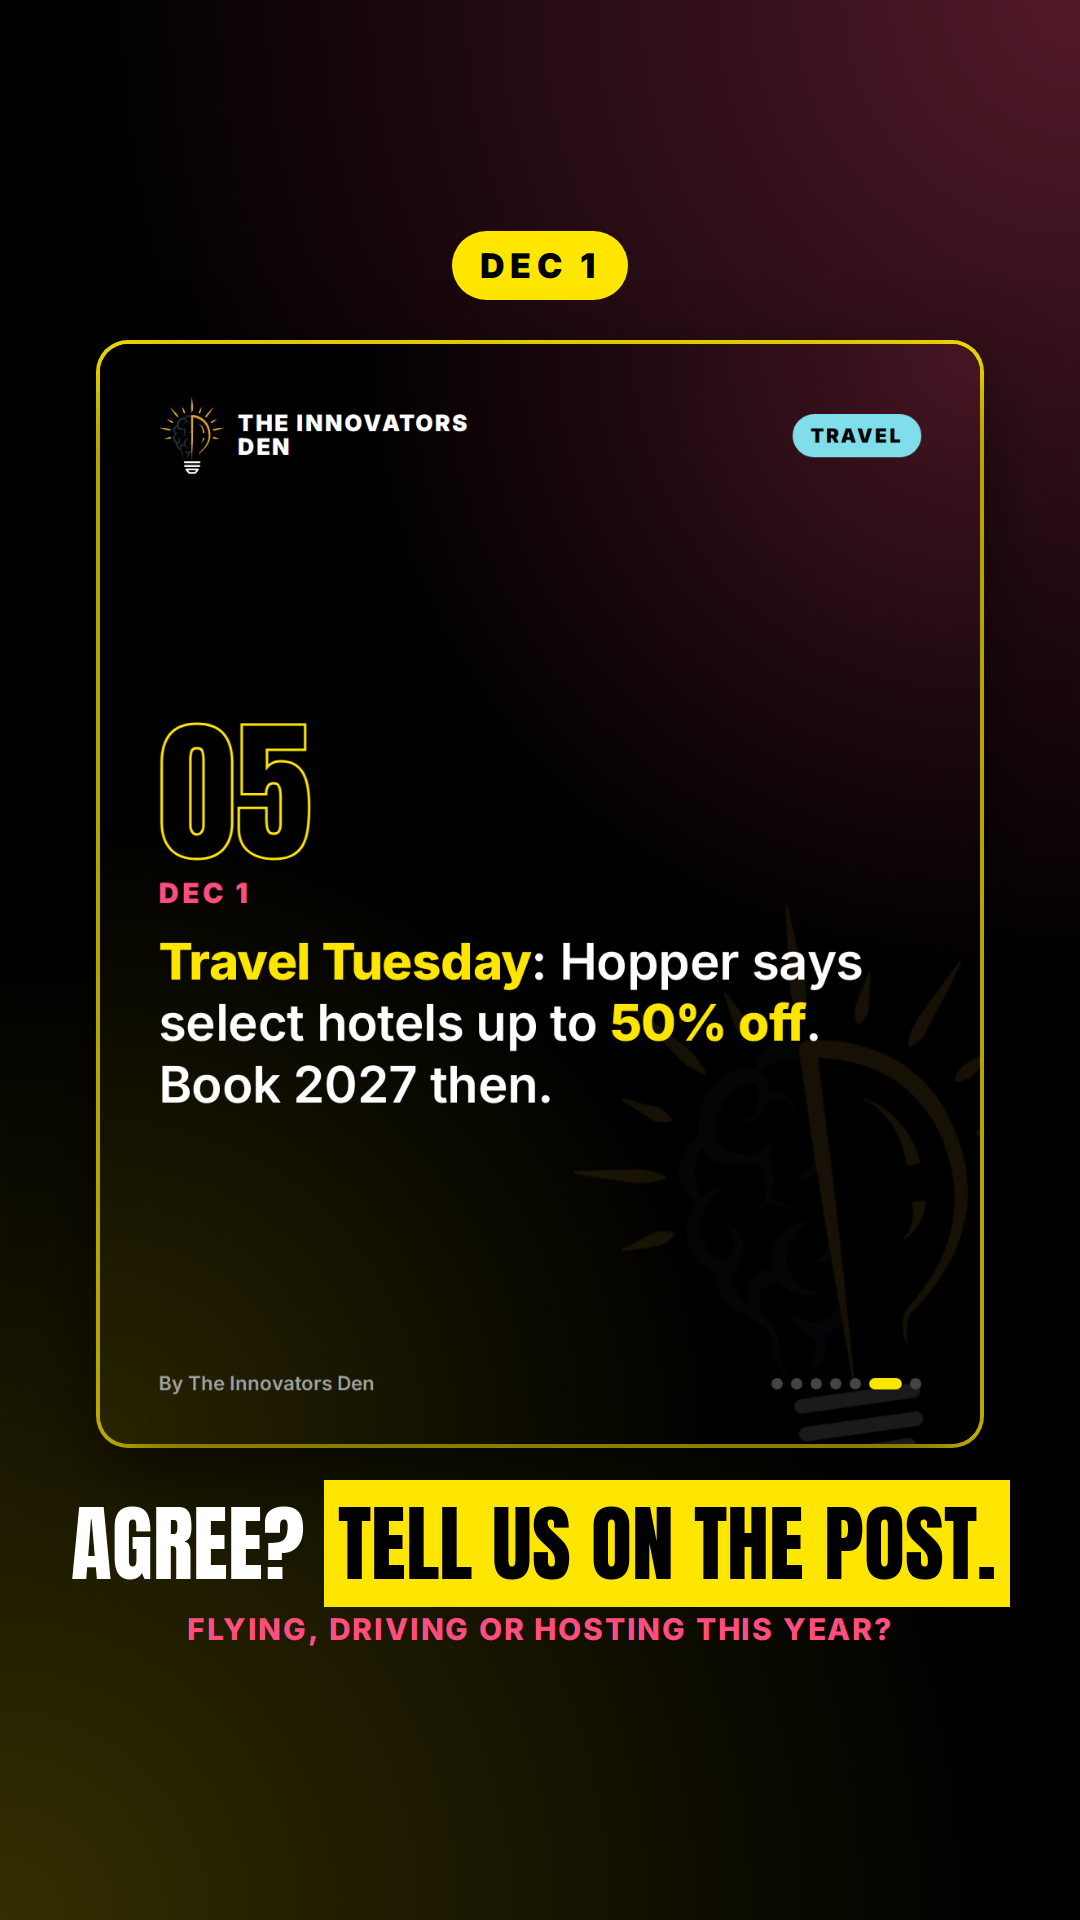 DEC 1
THE INNOVATORS
DEN
TRAVEL
05
DEC 1
Travel Tuesday: Hopper says
select hotels up to 50% off.
Book 2027 then.
By The Innovators Den
AGREE? TELL US ON THE POST.
FLYING, DRIVING OR HOSTING THIS YEAR?